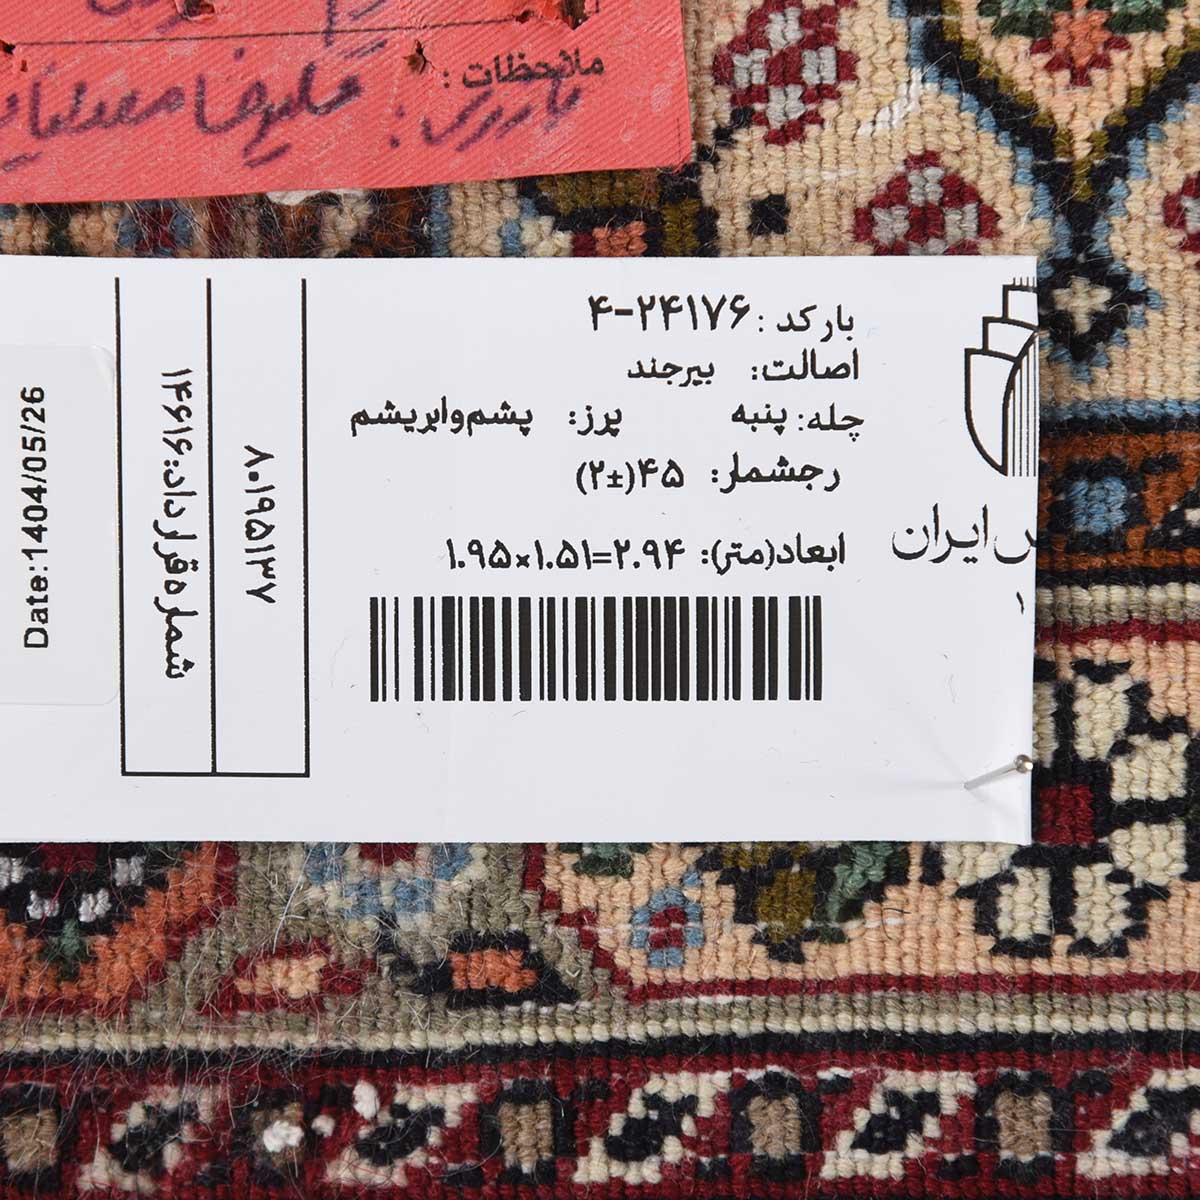 ملاحظات :
بارکد : ۲۴۱۷۶-۴
اصالت: بیرجند
چله: پنبه پرز: پشم و ابریشم
رجشمار: ۴۵(±۲)
ابعاد(متر): ۱.۹۵×۱.۵۱=۲.۹۴
ایران
۸۰۱۹۵۱۳۷
شماره قرارداد: ۱۴۶۱۶
Date:1404/05/26